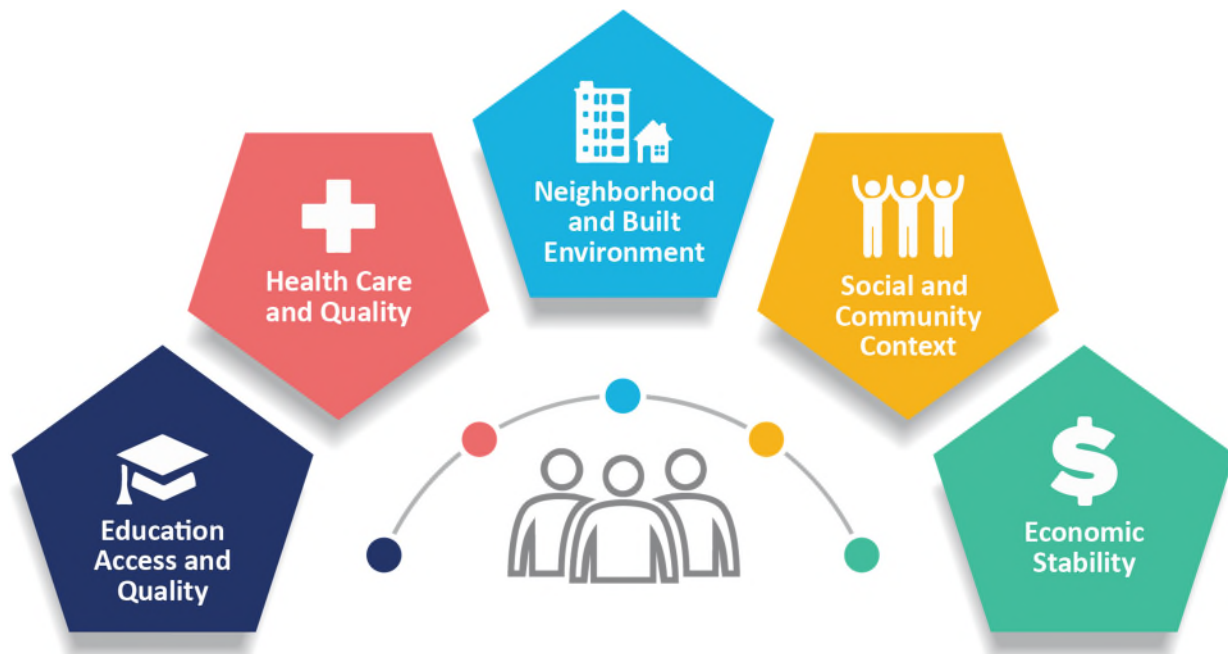 Education
Access and
Quality
Health Care
and Quality
Neighborhood
and Built
Environment
Social and
Community
Context
$
Economic
Stability